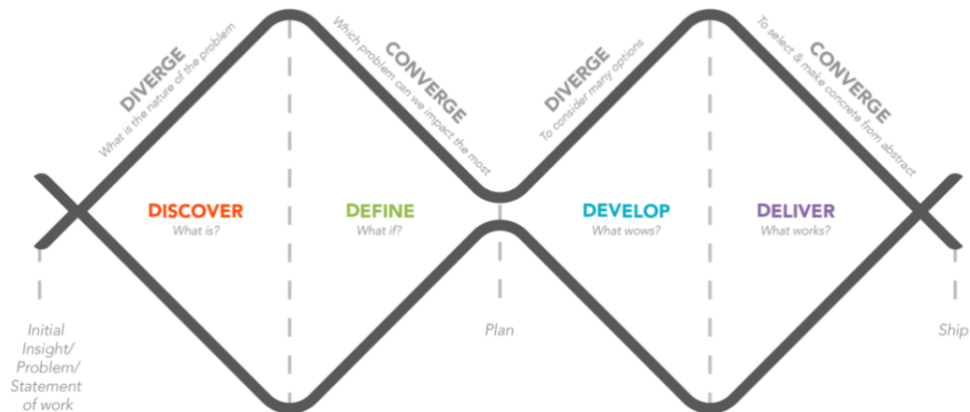 DIVERGE
What is the nature of the problem
CONVERGE
Which problem can we impact the most
DIVERGE
To consider many options
CONVERGE
To select & make concrete from abstract
DISCOVER
What is?
DEFINE
What if?
DEVELOP
What wows?
DELIVER
What works?
Initial
Insight/
Problem/
Statement
of work
Plan
Ship